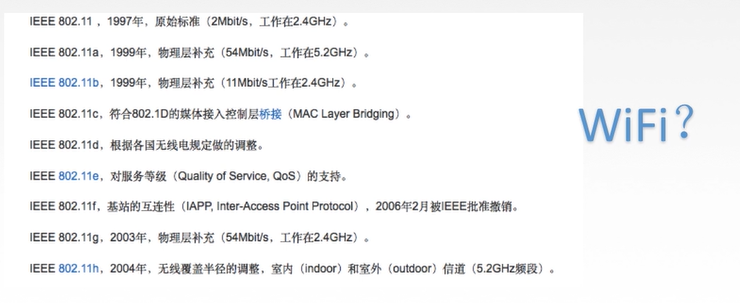 IEEE 802.11 ，1997年，原始标准（2Mbit/s，工作在2.4GHz）。
IEEE 802.11a，1999年，物理层补充（54Mbit/s，工作在5.2GHz）。
IEEE 802.11b，1999年，物理层补充（11Mbit/s工作在2.4GHz）。
IEEE 802.11c，符合802.1D的媒体接入控制层桥接（MAC Layer Bridging）。
IEEE 802.11d，根据各国无线电规定做的调整。
IEEE 802.11e，对服务等级（Quality of Service, QoS）的支持。
IEEE 802.11f，基站的互连性（IAPP, Inter-Access Point Protocol），2006年2月被IEEE批准撤销。
IEEE 802.11g，2003年，物理层补充（54Mbit/s，工作在2.4GHz）。
IEEE 802.11h，2004年，无线覆盖半径的调整，室内（indoor）和室外（outdoor）信道（5.2GHz频段）。
WiFi？